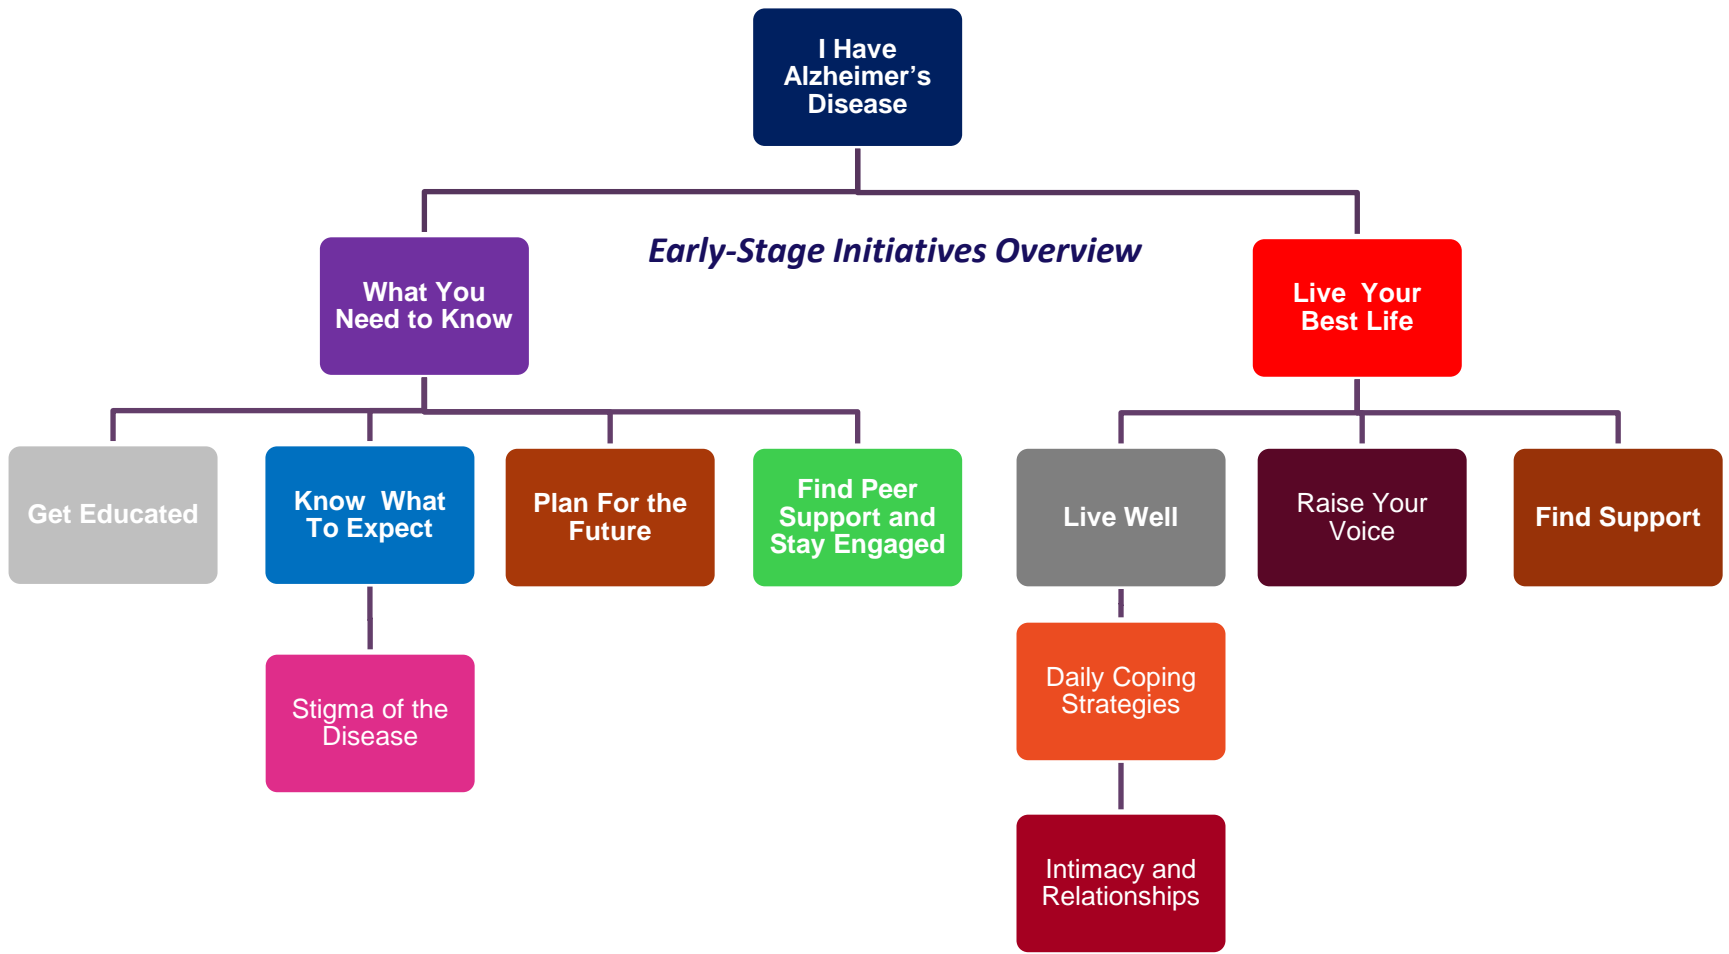 I Have
Alzheimer’s
Disease
Early-Stage Initiatives Overview
What You
Need to Know
Live  Your
Best Life
Get Educated
Know  What
To Expect
Plan For the
Future
Find Peer
Support and
Stay Engaged
Live Well
Raise Your
Voice
Find Support
Stigma of the
Disease
Daily Coping
Strategies
Intimacy and
Relationships